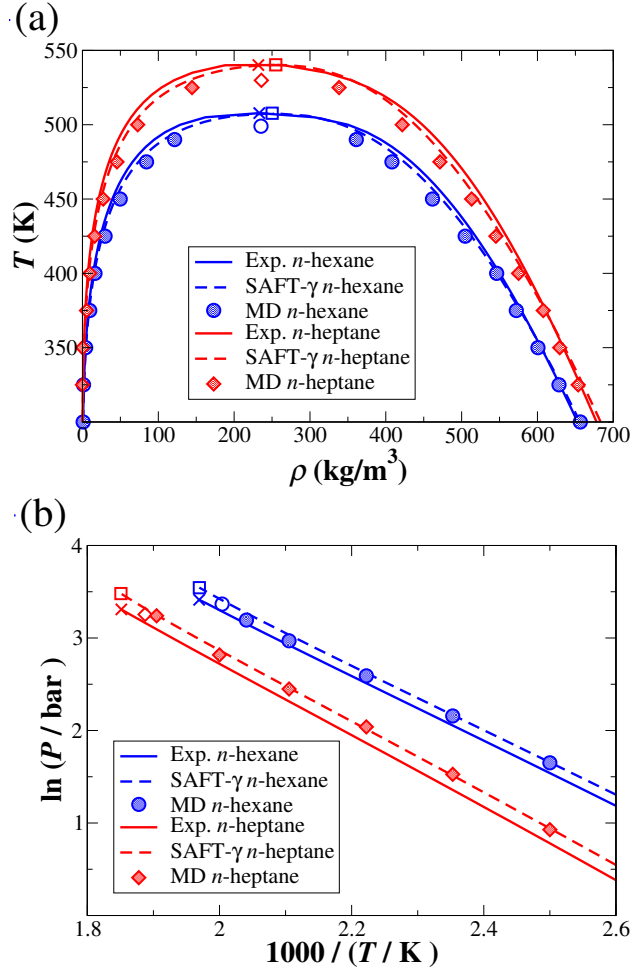 (a)
550
500
450
400
350
T (K)
Exp. n-hexane
SAFT-γ n-hexane
MD n-hexane
Exp. n-heptane
SAFT-γ n-heptane
MD n-heptane
0 100 200 300 400 500 600 700
ρ (kg/m³)
(b)
4
3
2
1
ln (P / bar)
Exp. n-hexane
SAFT-γ n-hexane
MD n-hexane
Exp. n-heptane
SAFT-γ n-heptane
MD n-heptane
1.8 2 2.2 2.4 2.6
1000 / (T / K)